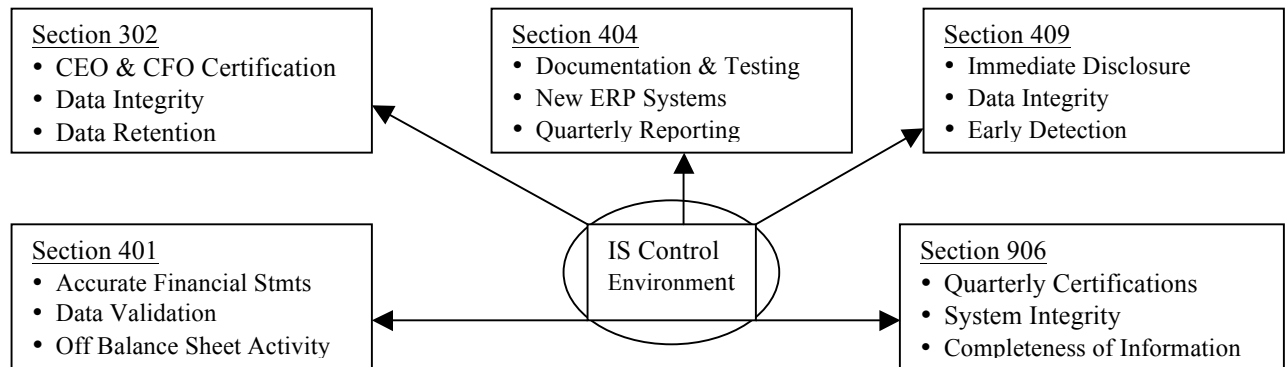 Section 302
• CEO & CFO Certification
• Data Integrity
• Data Retention
Section 404
• Documentation & Testing
• New ERP Systems
• Quarterly Reporting
Section 409
• Immediate Disclosure
• Data Integrity
• Early Detection
Section 401
• Accurate Financial Stmts
• Data Validation
• Off Balance Sheet Activity
IS Control
Environment
Section 906
• Quarterly Certifications
• System Integrity
• Completeness of Information